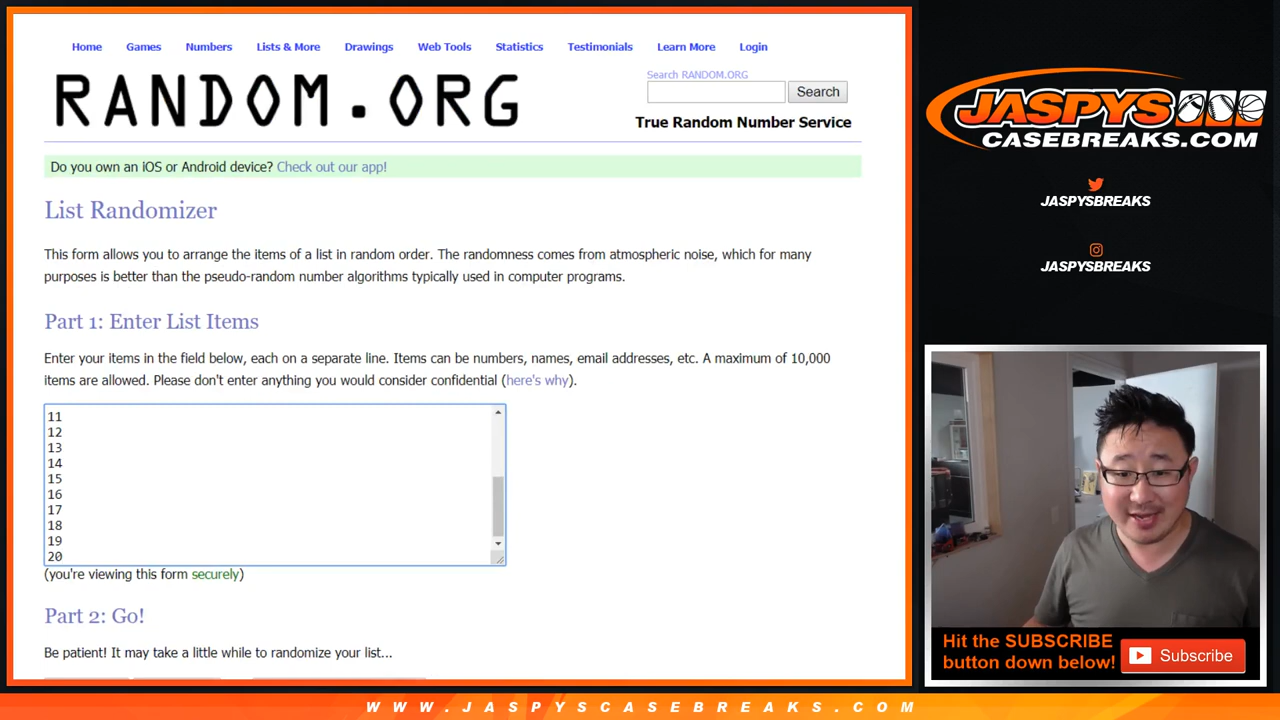 Home Games Numbers Lists & More Drawings Web Tools Statistics Testimonials Learn More Login
RANDOM.ORG
Search RANDOM.ORG
Search
True Random Number Service
Do you own an iOS or Android device? Check out our app!
List Randomizer
This form allows you to arrange the items of a list in random order. The randomness comes from atmospheric noise, which for many
purposes is better than the pseudo-random number algorithms typically used in computer programs.
Part 1: Enter List Items
Enter your items in the field below, each on a separate line. Items can be numbers, names, email addresses, etc. A maximum of 10,000
items are allowed. Please don't enter anything you would consider confidential (here's why).
11
12
13
14
15
16
17
18
19
20
(you're viewing this form securely)
Part 2: Go!
Be patient! It may take a little while to randomize your list...
JASPYS
CASEBREAKS.COM
JASPYSBREAKS
JASPYSBREAKS
Hit the SUBSCRIBE
button down below!
Subscribe
WWW.JASPYSCASEBREAKS.COM